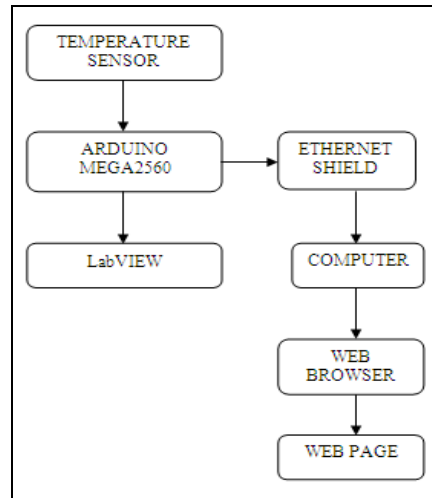 TEMPERATURE
SENSOR
ARDUINO
MEGA2560
ETHERNET
SHIELD
LabVIEW
COMPUTER
WEB
BROWSER
WEB PAGE